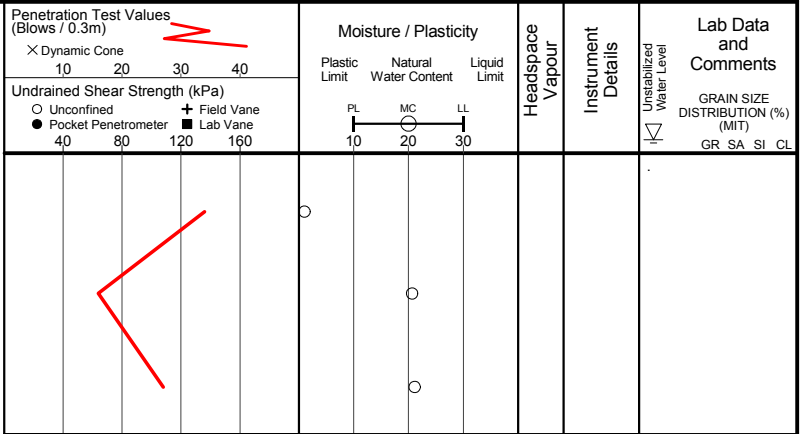 Penetration Test Values
(Blows / 0.3m)
× Dynamic Cone
10 20 30 40
Undrained Shear Strength (kPa)
○ Unconfined + Field Vane
● Pocket Penetrometer ■ Lab Vane
40 80 120 160
Moisture / Plasticity
Plastic Limit Natural Water Content Liquid Limit
PL MC LL
10 20 30
Headspace
Vapour
Instrument
Details
Unstabilized
Water Level
Lab Data
and
Comments
GRAIN SIZE
DISTRIBUTION (%)
(MIT)
GR SA SI CL